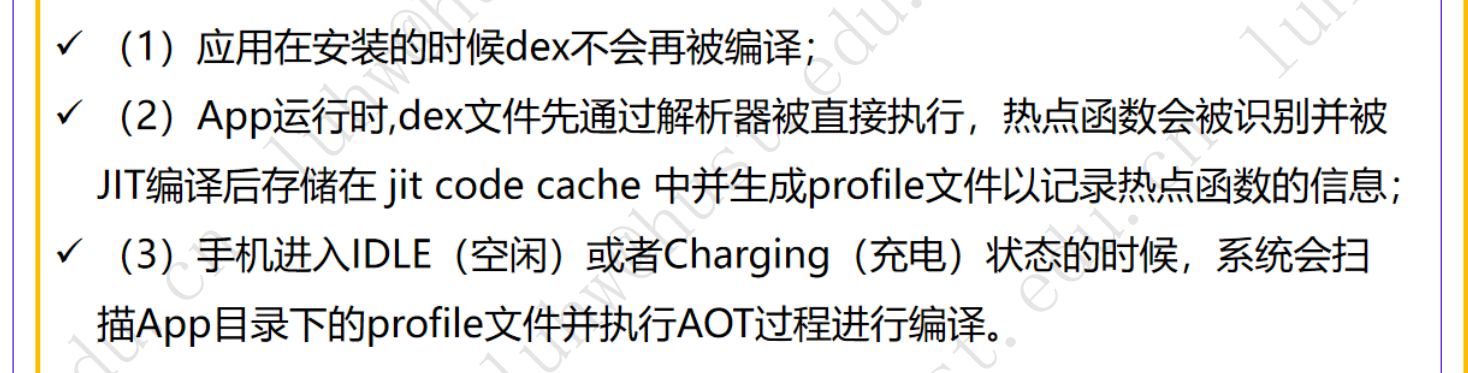 ✓ （1）应用在安装的时候dex不会再被编译；
✓ （2）App运行时,dex文件先通过解析器被直接执行，热点函数会被识别并被
JIT编译后存储在 jit code cache 中并生成profile文件以记录热点函数的信息；
✓ （3）手机进入IDLE（空闲）或者Charging（充电）状态的时候，系统会扫
描App目录下的profile文件并执行AOT过程进行编译。